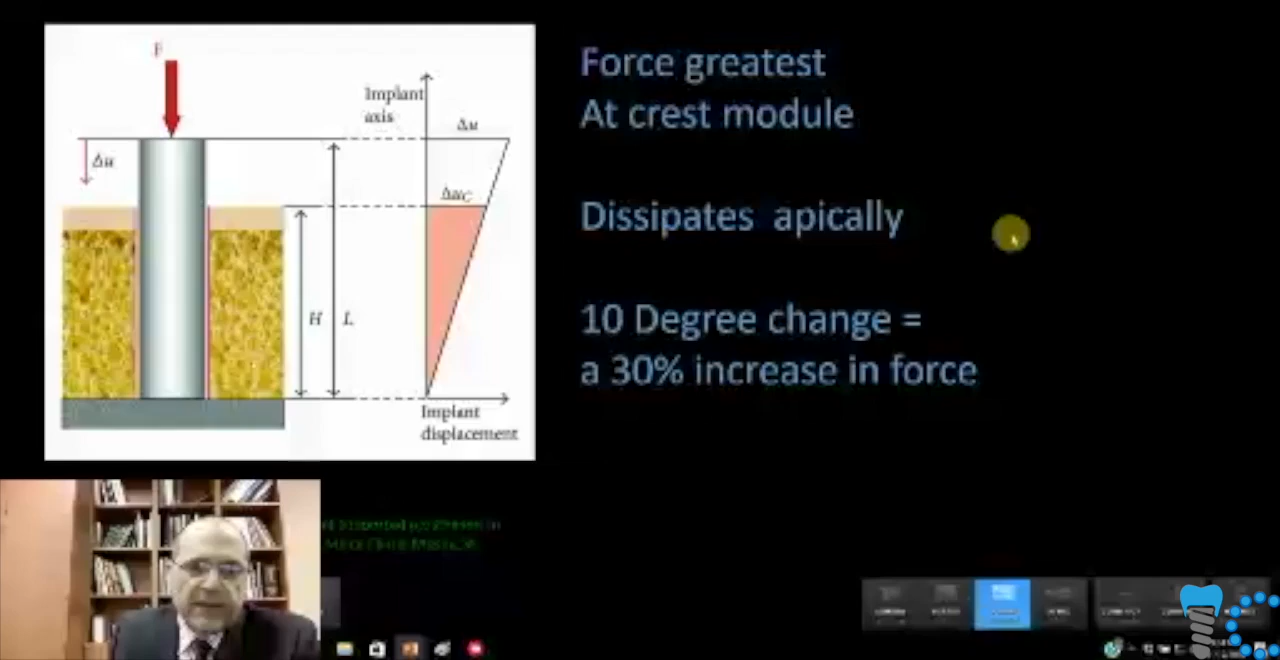 F
Implant
axis
Δu
Δu
Δu_C
H
L
Implant
displacement
Force greatest
At crest module
Dissipates apically
10 Degree change =
a 30% increase in force